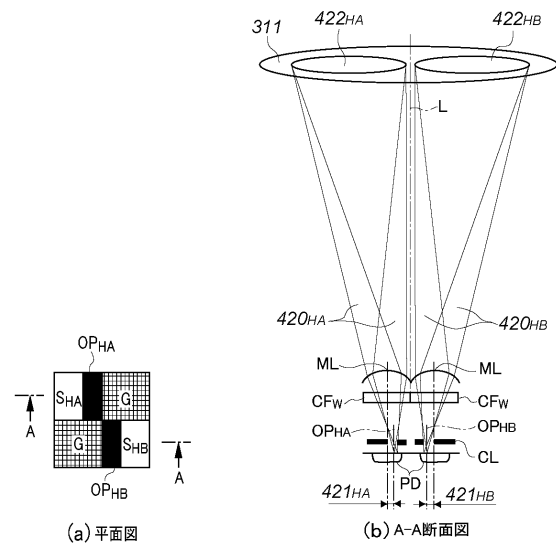 311
422HA
422HB
L
420HA
420HB
ML
ML
CFW
CFW
OPHA
OPHB
CL
PD
421HA
421HB
OPHA
SHA
G
G
SHB
A
A
OPHB
(a) 平面図
(b) A-A断面図